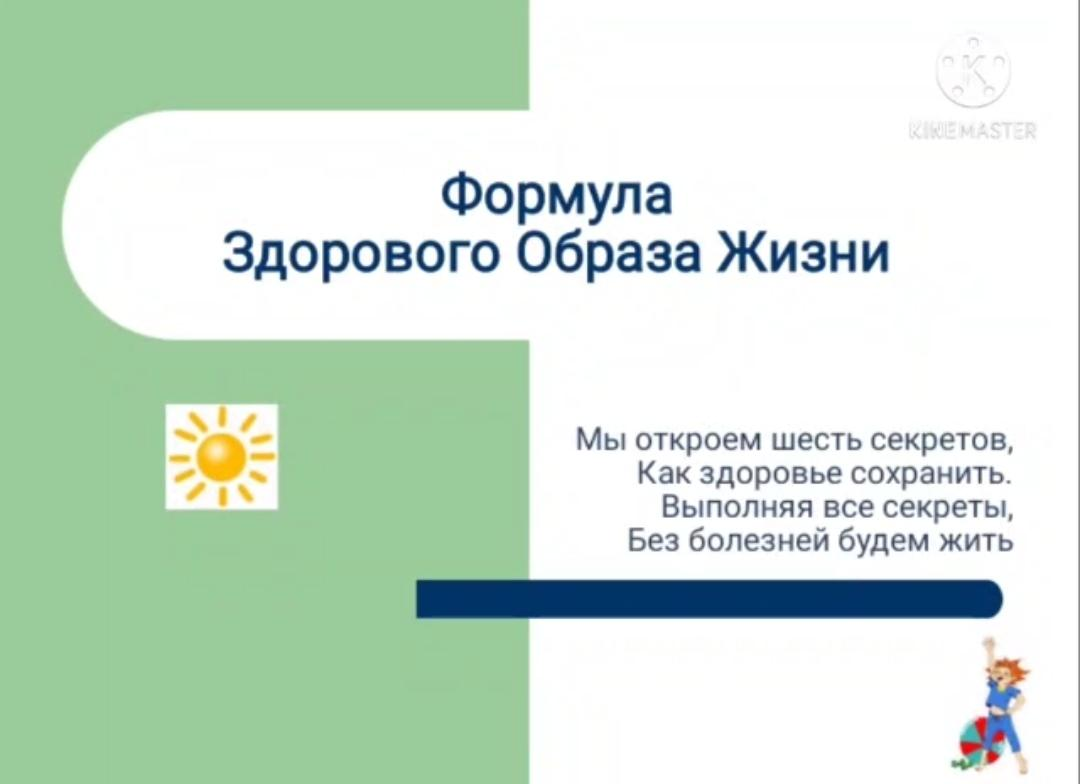 KINEMASTER
Формула
Здорового Образа Жизни
Мы откроем шесть секретов,
Как здоровье сохранить.
Выполняя все секреты,
Без болезней будем жить